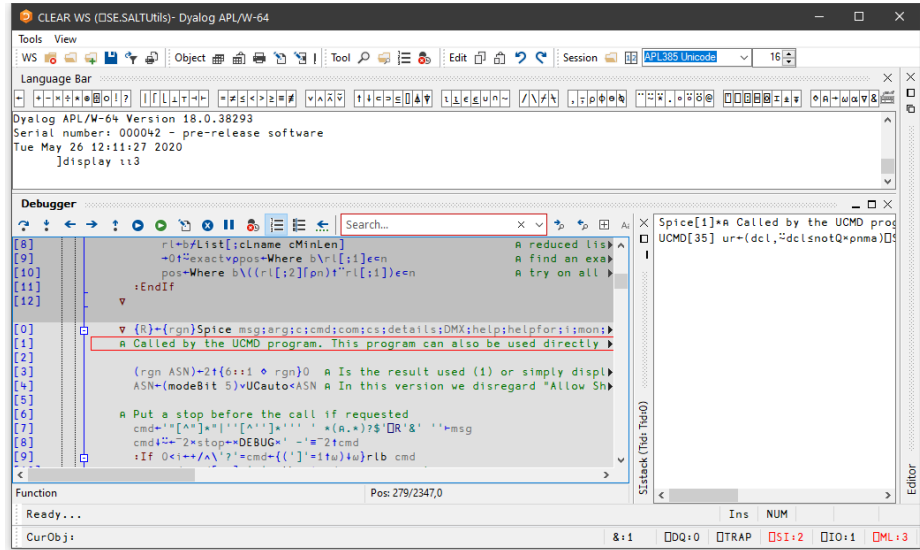 CLEAR WS (⎕SE.SALTUtils)- Dyalog APL/W-64
Tools View
WS Object Tool Edit Session APL385 Unicode 16
Language Bar
Dyalog APL/W-64 Version 18.0.38293
Serial number: 000042 - pre-release software
Tue May 26 12:11:27 2020
]display ⍳⍳3
Debugger
Search...
[8] rl←b⌿List[;cLname cMinLen] ⍝ reduced lis
[9] →0↑⍨exact∨ρos←Where b\rl[;1]∊⊂n ⍝ find an exa
[10] pos←Where b\((rl[;2]⌈⍴n)↑¨rl[;1])∊⊂n ⍝ try on all
[11] :EndIf
[12] ∇
[0] ∇ {R}←{rgn}Spice msg;arg;c;cmd;com;cs;details;DMX;help;helpfor;i;mon;
[1] ⍝ Called by the UCMD program. This program can also be used directly
[2]
[3] (rgn ASN)←2↑{6::1 ⋄ rgn}0 ⍝ Is the result used (1) or simply displ
[4] ASN←(modeBit 5)∨UCauto<ASN ⍝ In this version we disregard "Allow Sh
[5]
[6] ⍝ Put a stop before the call if requested
[7] cmd←'"[^"]*"|''[^'']*''' ' *(⍝.*)?$'⎕R'&' ''⊢msg
[8] cmd↓⍨←¯2×stop←×DEBUG×' -'≡¯2↑cmd
[9] :If 0<i←+/∧\'?'=cmd←{(']'=1↑⍵)↓⍵}rlb cmd
Function Pos: 279/2347,0
Spice[1]*⍝ Called by the UCMD prog
UCMD[35] ur←(dcl,⍨dcl≤notQ×⍴nma)⎕S
SIstack (Tid: Tid:0)
Editor
Ready... Ins NUM
CurObj: &:1 ⎕DQ:0 ⎕TRAP ⎕SI:2 ⎕IO:1 ⎕ML:3